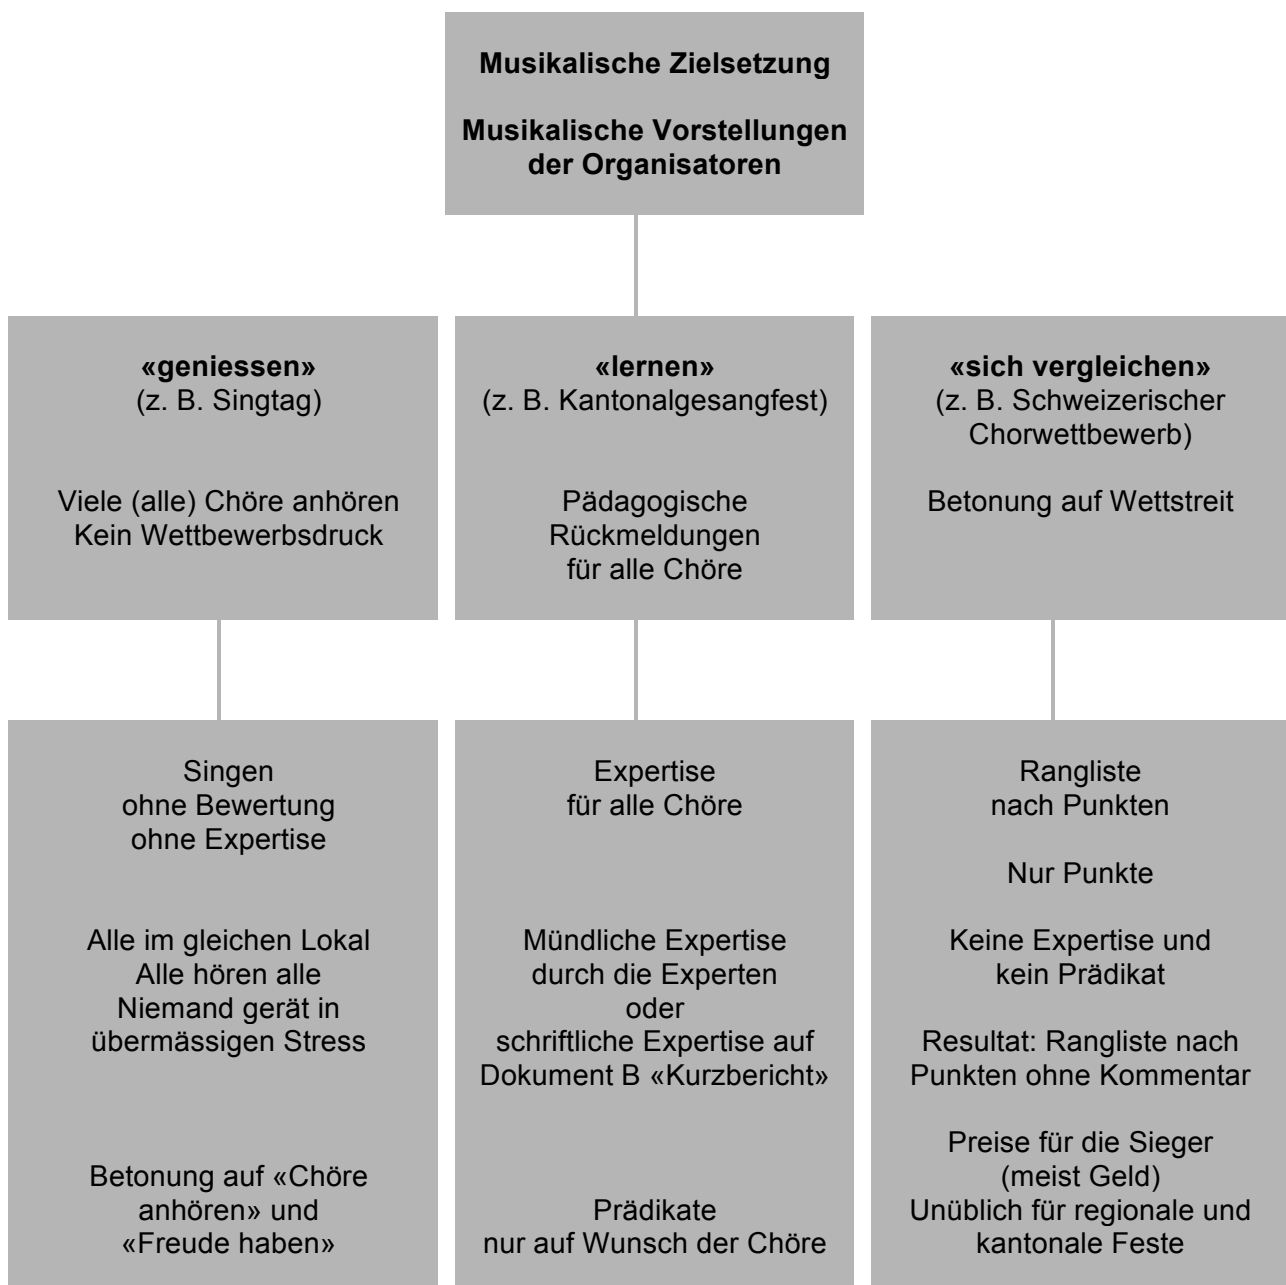 Musikalische Zielsetzung
Musikalische Vorstellungen
der Organisatoren
«geniessen»
(z. B. Singtag)
Viele (alle) Chöre anhören
Kein Wettbewerbsdruck
«lernen»
(z. B. Kantonalgesangfest)
Pädagogische
Rückmeldungen
für alle Chöre
«sich vergleichen»
(z. B. Schweizerischer
Chorwettbewerb)
Betonung auf Wettstreit
Singen
ohne Bewertung
ohne Expertise
Alle im gleichen Lokal
Alle hören alle
Niemand gerät in
übermässigen Stress
Betonung auf «Chöre
anhören» und
«Freude haben»
Expertise
für alle Chöre
Mündliche Expertise
durch die Experten
oder
schriftliche Expertise auf
Dokument B «Kurzbericht»
Prädikate
nur auf Wunsch der Chöre
Rangliste
nach Punkten
Nur Punkte
Keine Expertise und
kein Prädikat
Resultat: Rangliste nach
Punkten ohne Kommentar
Preise für die Sieger
(meist Geld)
Unüblich für regionale und
kantonale Feste